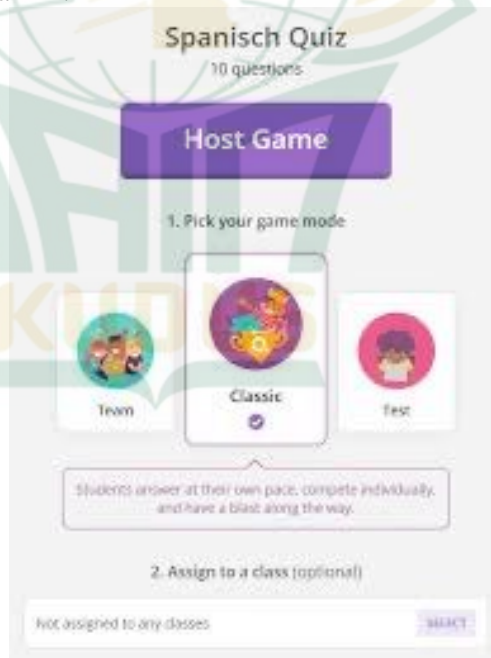 Spanisch Quiz
10 questions
Host Game
1. Pick your game mode
Team
Classic
Test
Students answer at their own pace, compete individually,
and have a blast along the way.
2. Assign to a class (optional)
Not assigned to any classes
SELECT
KUDUS